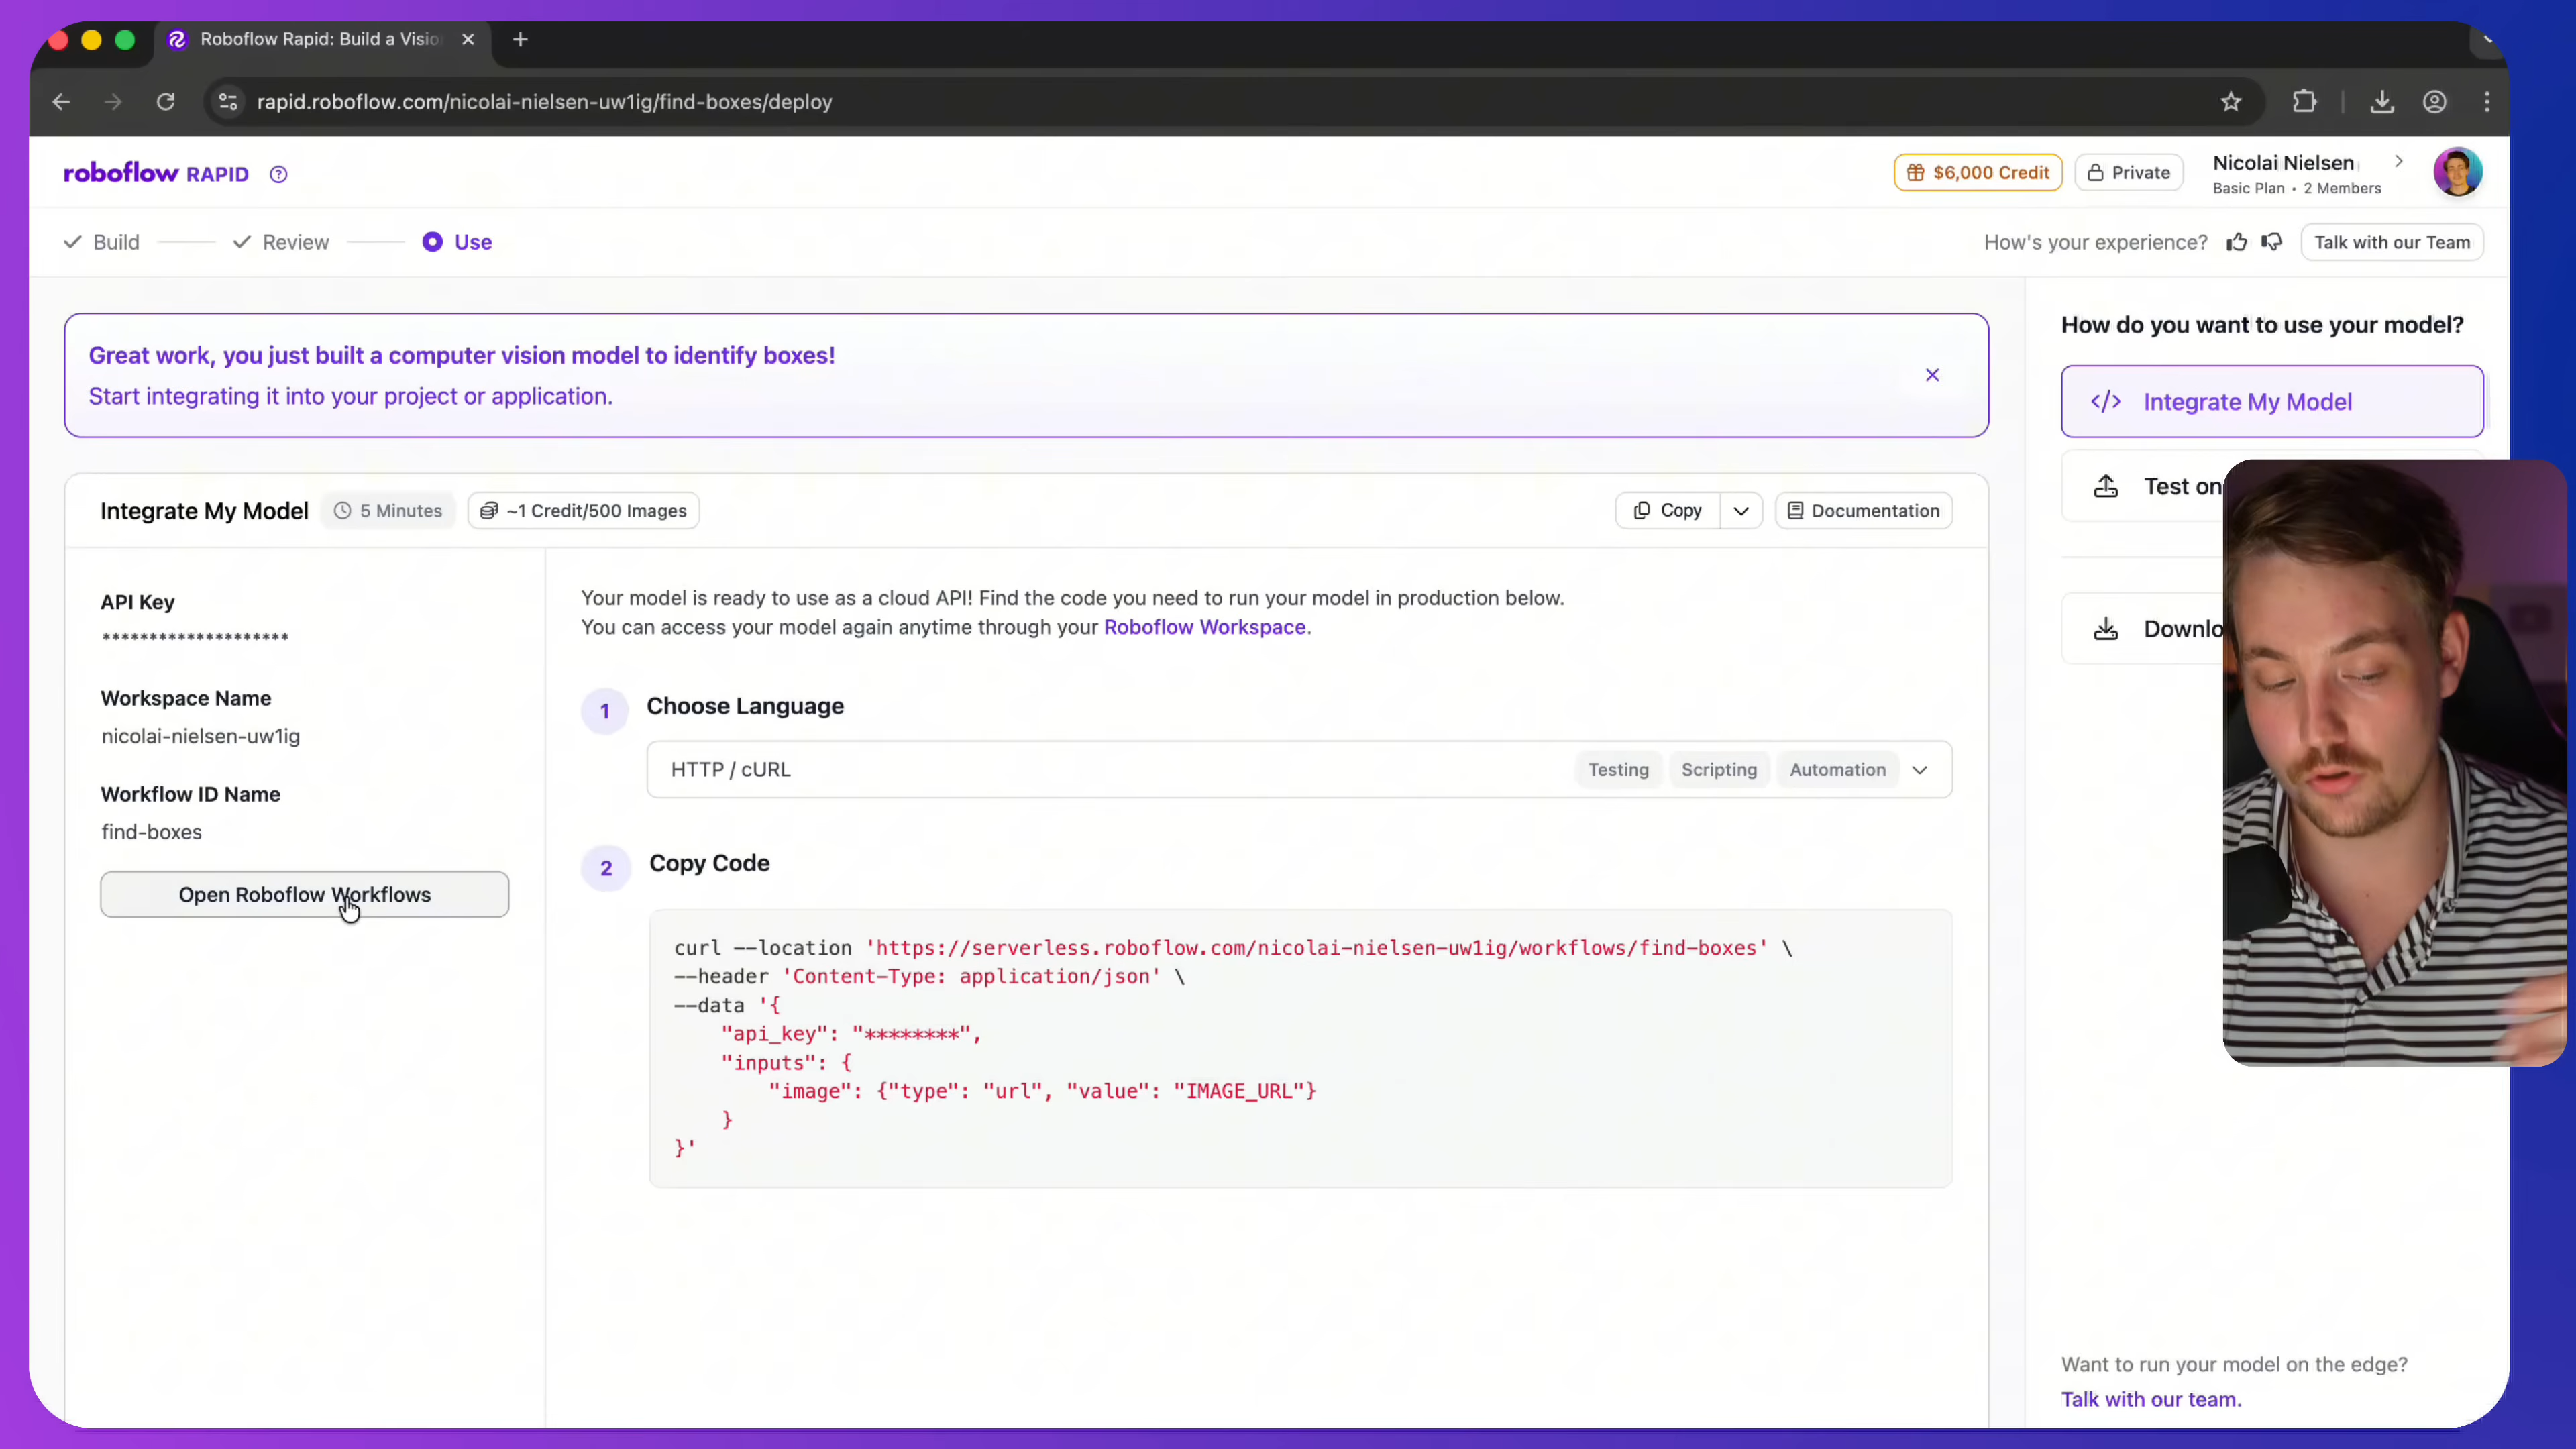 Roboflow Rapid: Build a Visio
rapid.roboflow.com/nicolai-nielsen-uw1ig/find-boxes/deploy
roboflow RAPID
$6,000 Credit
Private
Nicolai Nielsen
Basic Plan • 2 Members
Build
Review
Use
How's your experience?
Talk with our Team
Great work, you just built a computer vision model to identify boxes!
Start integrating it into your project or application.
How do you want to use your model?
Integrate My Model
Test on
Downlo
Integrate My Model
5 Minutes
~1 Credit/500 Images
Copy
Documentation
API Key
********************
Workspace Name
nicolai-nielsen-uw1ig
Workflow ID Name
find-boxes
Open Roboflow Workflows
Your model is ready to use as a cloud API! Find the code you need to run your model in production below.
You can access your model again anytime through your Roboflow Workspace.
1
Choose Language
HTTP / cURL
Testing
Scripting
Automation
2
Copy Code
curl --location 'https://serverless.roboflow.com/nicolai-nielsen-uw1ig/workflows/find-boxes' \
--header 'Content-Type: application/json' \
--data '{
"api_key": "********",
"inputs": {
"image": {"type": "url", "value": "IMAGE_URL"}
}
}'
Want to run your model on the edge?
Talk with our team.